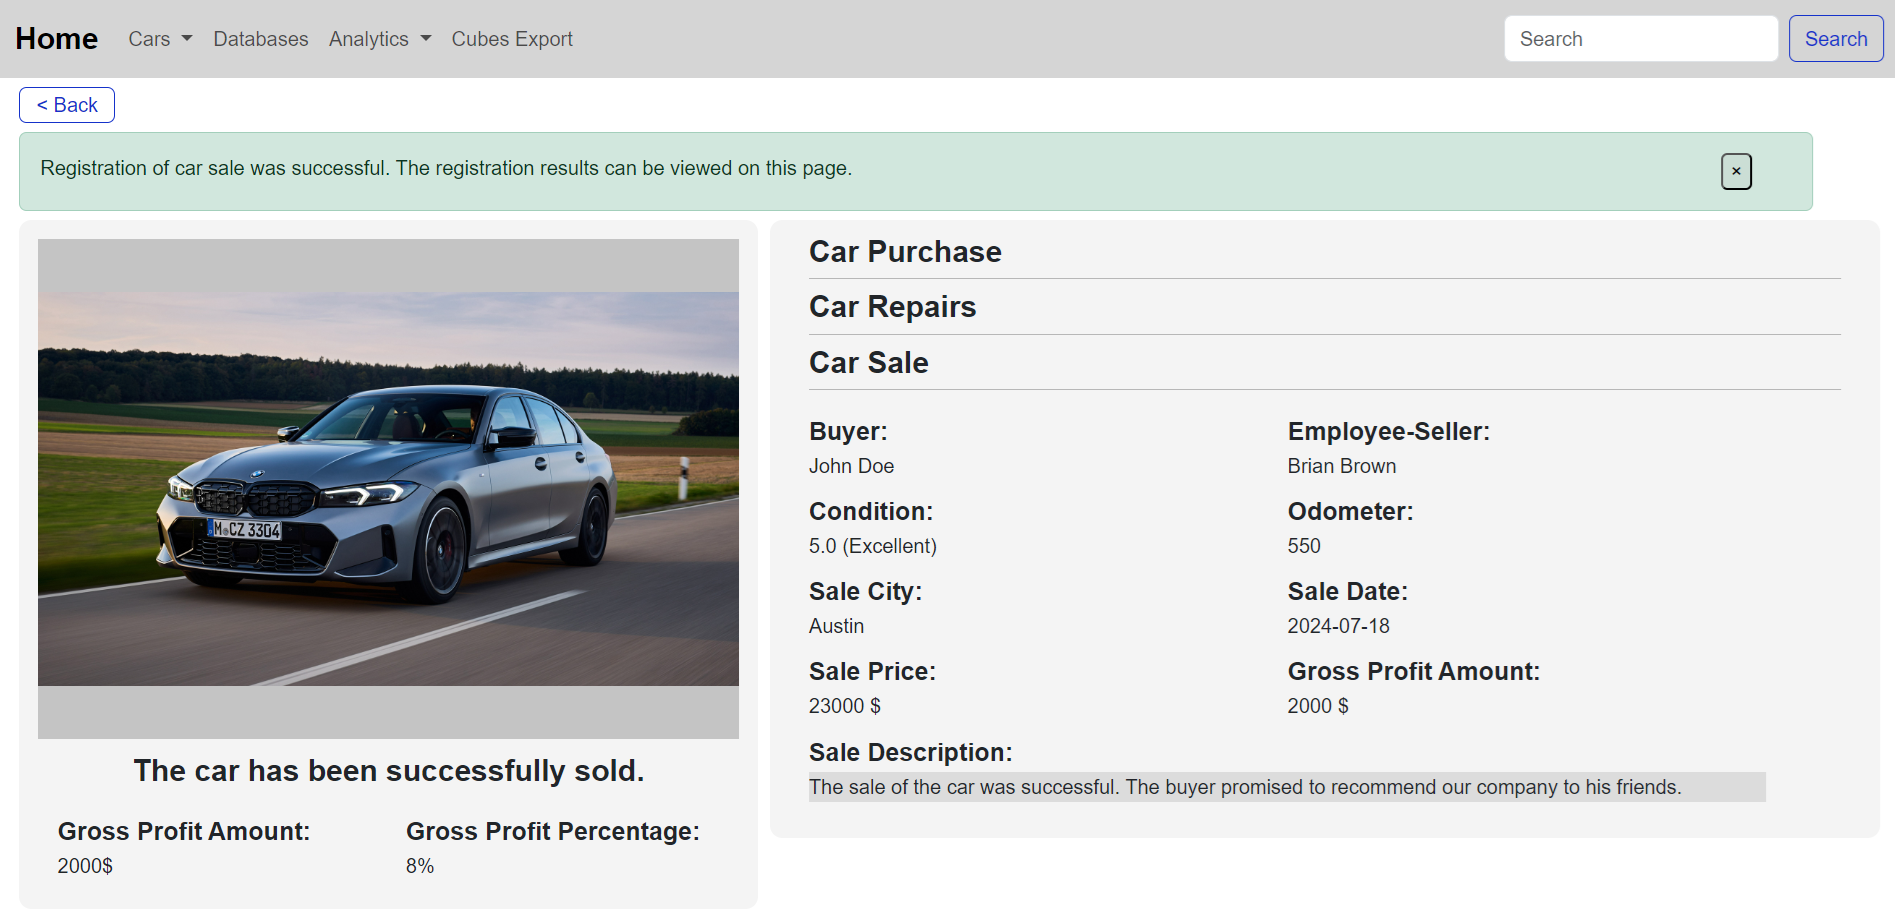 Home Cars Databases Analytics Cubes Export Search Search
< Back
Registration of car sale was successful. The registration results can be viewed on this page. ×
M CZ 3304
The car has been successfully sold.
Gross Profit Amount: Gross Profit Percentage:
2000$ 8%
Car Purchase
Car Repairs
Car Sale
Buyer: Employee-Seller:
John Doe Brian Brown
Condition: Odometer:
5.0 (Excellent) 550
Sale City: Sale Date:
Austin 2024-07-18
Sale Price: Gross Profit Amount:
23000 $ 2000 $
Sale Description:
The sale of the car was successful. The buyer promised to recommend our company to his friends.